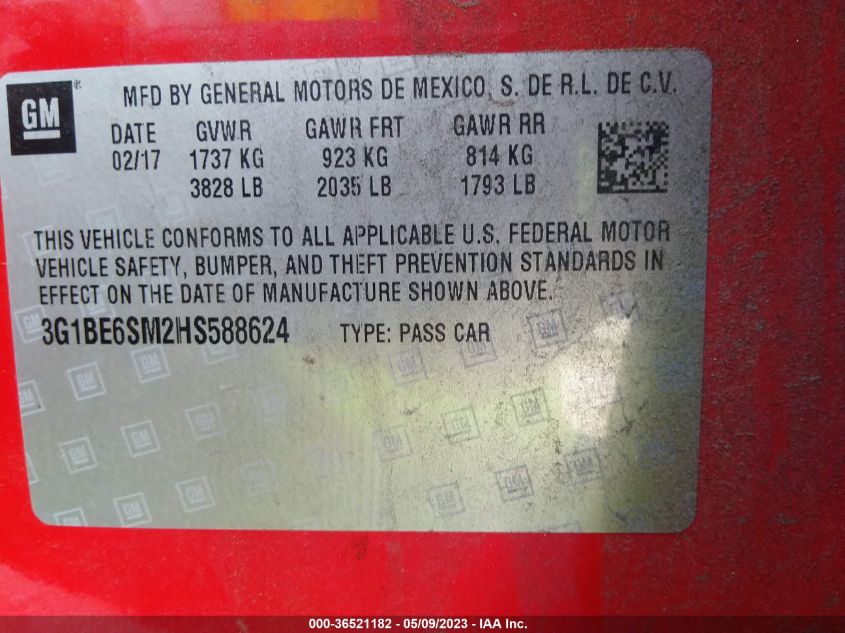 GM®
MFD BY GENERAL MOTORS DE MEXICO, S. DE R.L. DE C.V.
DATE GVWR GAWR FRT GAWR RR
02/17 1737 KG 923 KG 814 KG
3828 LB 2035 LB 1793 LB
THIS VEHICLE CONFORMS TO ALL APPLICABLE U.S. FEDERAL MOTOR
VEHICLE SAFETY, BUMPER, AND THEFT PREVENTION STANDARDS IN
EFFECT ON THE DATE OF MANUFACTURE SHOWN ABOVE.
3G1BE6SM2HS588624 TYPE: PASS CAR
000-36521182 - 05/09/2023 - IAA Inc.